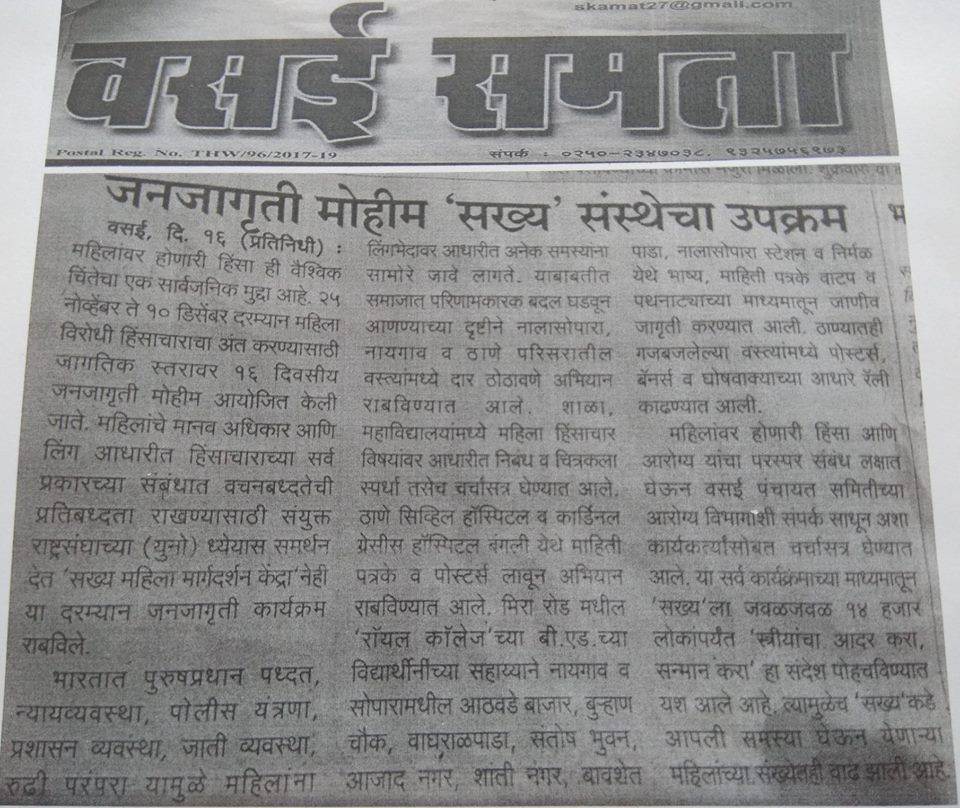 skamat27@gmail.com
वसई समता
Postal Reg. No. THW/96/2017-19
संपर्क : ०२५०-२३४७०३८, ९३२५७५६९७३
जनजागृती मोहीम 'सख्य' संस्थेचा उपक्रम
वसई, दि. १६ (प्रतिनिधी) :
महिलांवर होणारी हिंसा ही वैश्विक
चिंतेचा एक सार्वजनिक मुद्दा आहे. २५
नोव्हेंबर ते १० डिसेंबर दरम्यान महिला
विरोधी हिंसाचाराचा अंत करण्यासाठी
जागतिक स्तरावर १६ दिवसीय
जनजागृती मोहीम आयोजित केली
जाते. महिलांचे मानव अधिकार आणि
लिंग आधारीत हिंसाचाराच्या सर्व
प्रकारच्या संबंधात वचनबध्दतेची
प्रतिबध्दता राखण्यासाठी संयुक्त
राष्ट्रसंघाच्या (युनो) ध्येयास समर्थन
देत 'सख्य महिला मार्गदर्शन केंद्रा'नेही
या दरम्यान जनजागृती कार्यक्रम
राबविले.
भारतात पुरुषप्रधान पध्दत,
न्यायव्यवस्था, पोलीस यंत्रणा,
प्रशासन व्यवस्था, जाती व्यवस्था,
रुढी परंपरा यामुळे महिलांना
लिंगभेदावर आधारीत अनेक समस्यांना
सामोरे जावे लागते. याबाबतीत
समाजात परिणामकारक बदल घडवून
आणण्याच्या दृष्टीने नालासोपारा,
नायगाव व ठाणे परिसरातील
वस्त्यांमध्ये दार ठोठावणे अभियान
राबविण्यात आले. शाळा,
महाविद्यालयांमध्ये महिला हिंसाचार
विषयांवर आधारीत निबंध व चित्रकला
स्पर्धा तसेच चर्चासत्र घेण्यात आले.
ठाणे सिव्हिल हॉस्पिटल व कार्डिनल
ग्रेसीस हॉस्पिटल बंगली येथे माहिती
पत्रके व पोस्टर्स लावून अभियान
राबविण्यात आले. मिरा रोड मधील
'रॉयल कॉलेज'च्या बी.एड.च्या
विद्यार्थीनींच्या सहाय्याने नायगाव व
सोपारामधील आठवडे बाजार, बुऱ्हाण
चौक, वाघराळपाडा, संतोष भुवन,
आजाद नगर, शांती नगर, बावशेत
पाडा, नालासोपारा स्टेशन व निर्मळ
येथे भाष्य, माहिती पत्रके वाटप व
पथनाट्याच्या माध्यमातून जाणीव
जागृती करण्यात आली. ठाण्यातही
गजबजलेल्या वस्त्यांमध्ये पोस्टर्स,
बॅनर्स व घोषवाक्याच्या आधारे रॅली
काढण्यात आली.
महिलांवर होणारी हिंसा आणि
आरोग्य यांचा परस्पर संबंध लक्षात
घेऊन वसई पंचायत समितीच्या
आरोग्य विभागाशी संपर्क साधून अशा
कार्यकर्त्यांसोबत चर्चासत्र घेण्यात
आले. या सर्व कार्यक्रमाच्या माध्यमातून
'सख्य'ला जवळजवळ १४ हजार
लोकांपर्यंत 'स्त्रीयांचा आदर करा,
सन्मान करा' हा संदेश पोहचविण्यात
यश आले आहे. त्यामुळेच 'सख्य'कडे
आपली समस्या घेऊन येणाऱ्या
महिलांच्या संख्येतही वाढ झाली आहे.